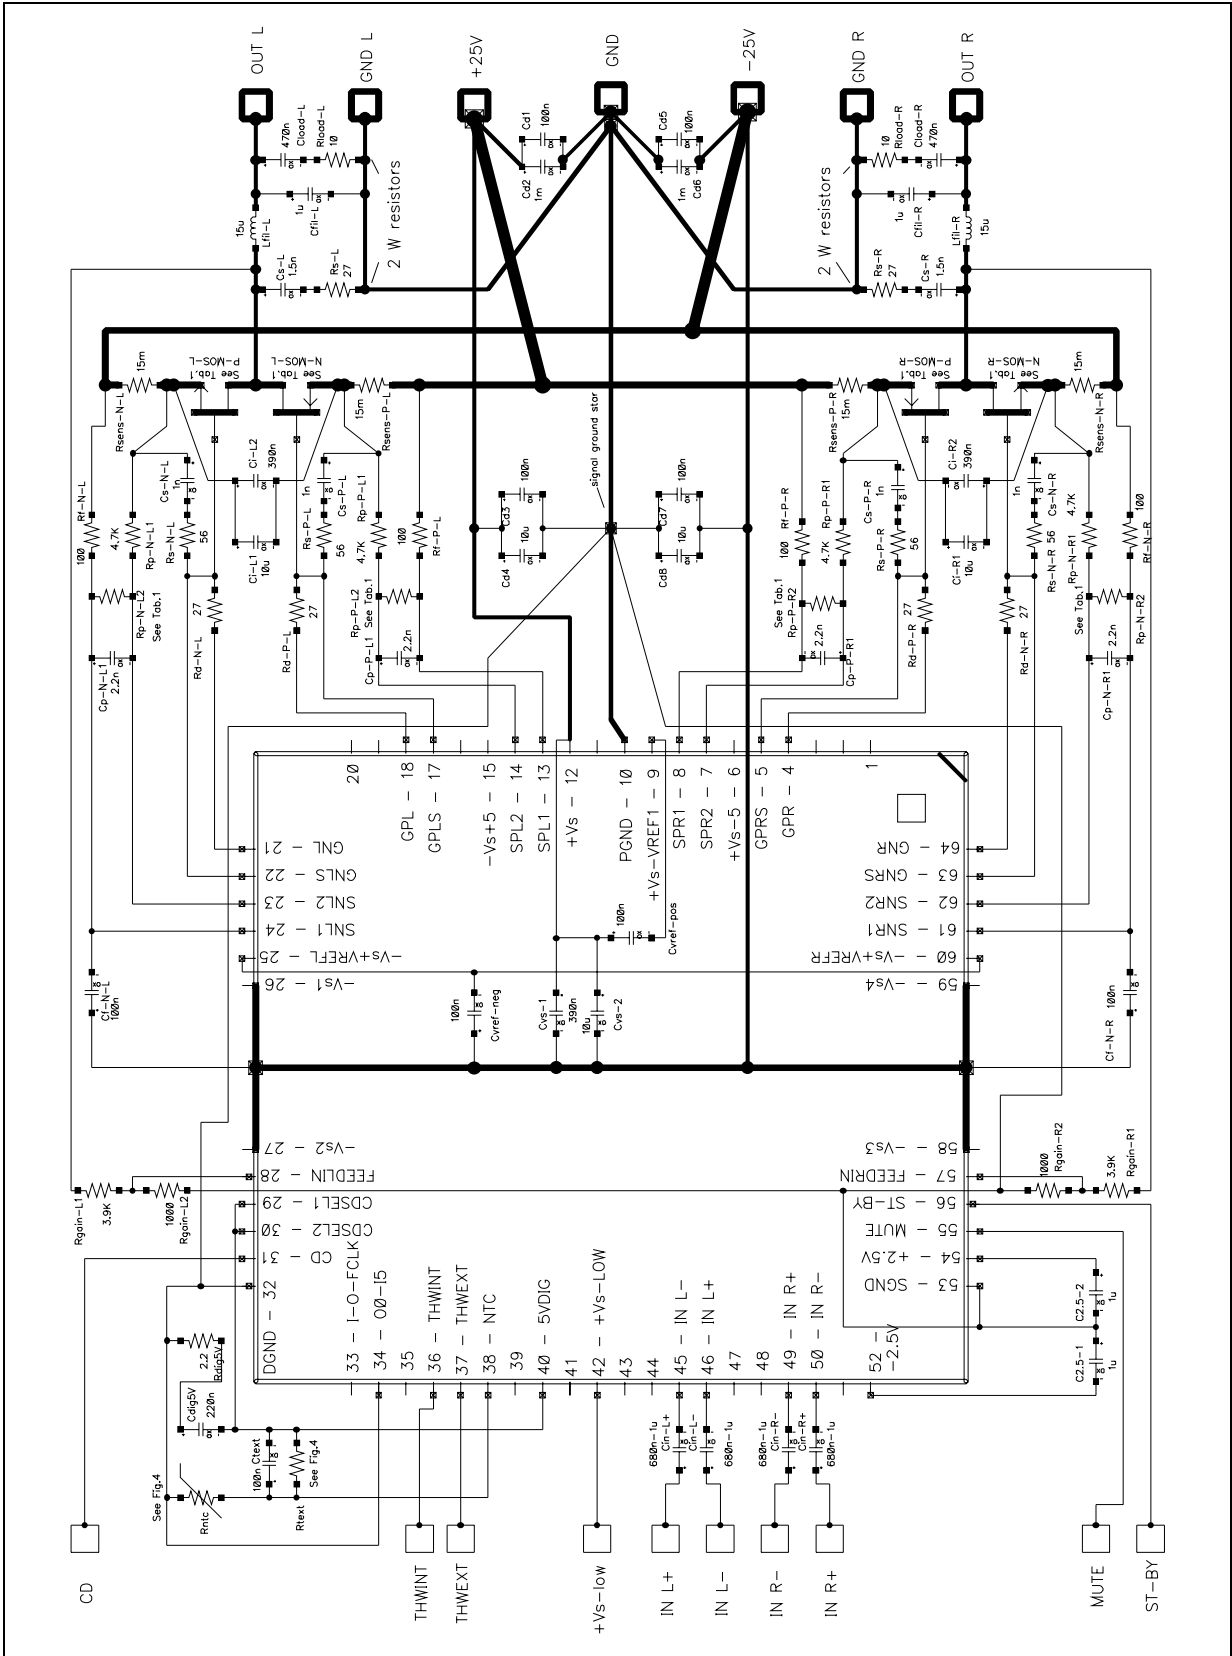 OUT L
GND L
+25V
GND
-25V
GND R
OUT R
470n
Cload-L
Rload-L
10
1u
Cfil-L
15u
Lfil-L
Cs-L
1.5n
Rs-L
27
2 W resistors
Cd1
100n
Cd2
1m
Cd5
100n
1m
Cd6
2 W resistors
10
Rload-R
Cload-R
470n
1u
Cfil-R
Lfil-R
15u
Rs-R
27
Cs-R
1.5n
15m
Rsens-N-L
P-MOS-L
See Tab.1
N-MOS-L
See Tab.1
15m
Rsens-P-L
15m
Rsens-P-R
P-MOS-R
See Tab.1
N-MOS-R
See Tab.1
15m
Rsens-N-R
signal ground star
Rf-N-L
100
4.7K
Rp-N-L1
Cs-N-L
1n
Rs-N-L
56
Ci-L2
390n
Ci-L1
10u
1n
Cs-P-L
Rs-P-L
56
Rp-P-L1
4.7K
100
Rf-P-L
Cd3
100n
Cd4
10u
Cd7
100n
Cd8
10u
Rf-P-R
100
Rp-P-R1
4.7K
Cs-P-R
1n
Rs-P-R
56
Ci-R2
390n
Ci-R1
10u
1n
Cs-N-R
Rs-N-R
56
4.7K
Rp-N-R1
100
Rf-N-R
Rp-N-L2
See Tab.1
Cp-N-L1
2.2n
27
Rd-N-L
27
Rd-P-L
Rp-P-L2
See Tab.1
Cp-P-L1
2.2n
See Tab.1
Rp-P-R2
2.2n
Cp-P-R1
27
Rd-P-R
27
Rd-N-R
See Tab.1
Rp-N-R2
2.2n
Cp-N-R1
20
GPL - 18
GPLS - 17
-Vs+5 - 15
SPL2 - 14
SPL1 - 13
+Vs - 12
PGND - 10
+Vs-VREF1 - 9
SPR1 - 8
SPR2 - 7
+Vs-5 - 6
GPRS - 5
GPR - 4
1
21 - GNL
22 - GNLS
23 - SNL2
24 - SNL1
25 - -Vs+VREFL
26 - -Vs1
27 - -Vs2
28 - FEEDLIN
29 - CDSEL1
30 - CDSEL2
31 - CD
DGND - 32
64 - GNR
63 - GNRS
62 - SNR2
61 - SNR1
60 - -Vs+VREFR
59 - -Vs4
58 - -Vs3
57 - FEEDRIN
56 - ST-BY
55 - MUTE
54 - +2.5V
53 - SGND
Cf-N-L
100n
100n
Cvref-neg
Cvs-1
390n
10u
Cvs-2
100n
Cvref-pos
100n
Cf-N-R
Rgain-L1
3.9K
1000
Rgain-L2
1000
Rgain-R2
3.9K
Rgain-R1
33 - I-O-FCLK
34 - OO-I5
35
36 - THWINT
37 - THWEXT
38 - NTC
39
40 - 5VDIG
41
42 - +Vs-LOW
43
44
45 - IN L-
46 - IN L+
47
48
49 - IN R+
50 - IN R-
52 - -2.5V
C2.5-2
1u
C2.5-1
1u
2.2
Rdig5V
Cdig5V
220n
100n
Ctext
See Fig.4
Rtext
See Fig.4
Rntc
680n-1u
Cin-L+
Cin-L-
680n-1u
680n-1u
Cin-R-
Cin-R+
680n-1u
CD
THWINT
THWEXT
+Vs-low
IN L+
IN L-
IN R-
IN R+
MUTE
ST-BY